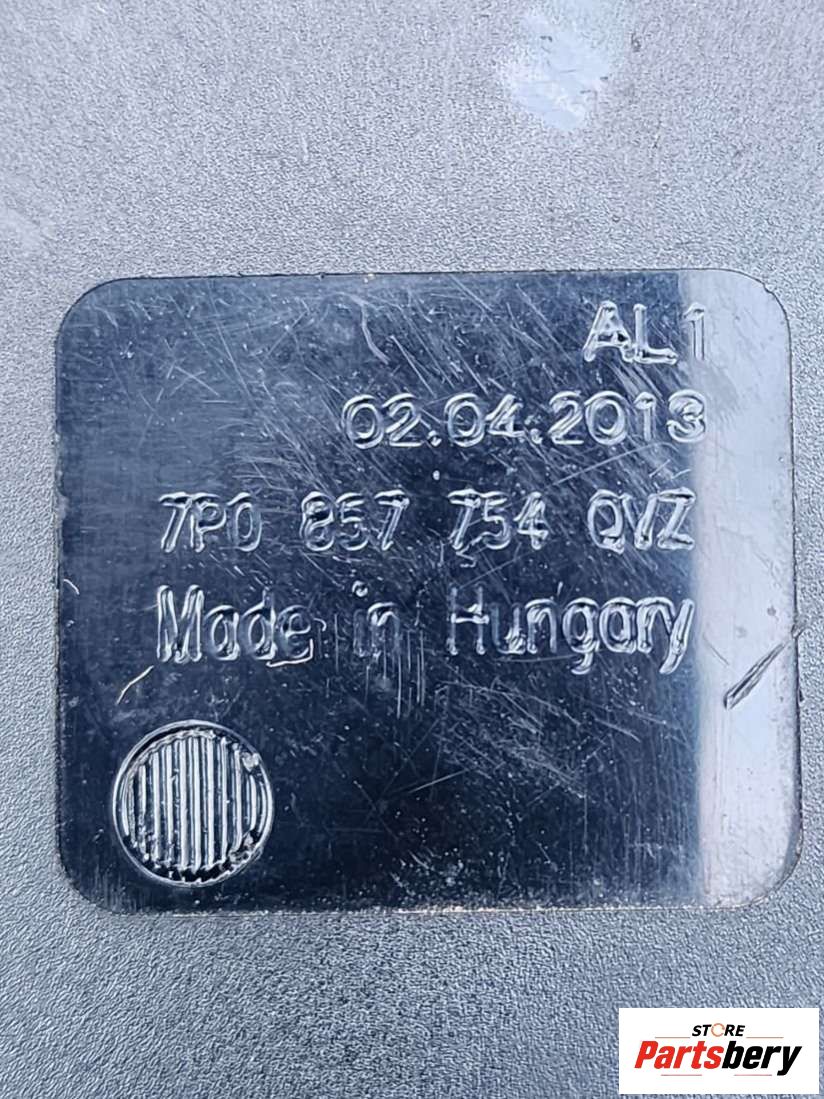 AL1
02.04.2013
7P0 857 754 QVZ
Made in Hungary
STORE
Partsbery